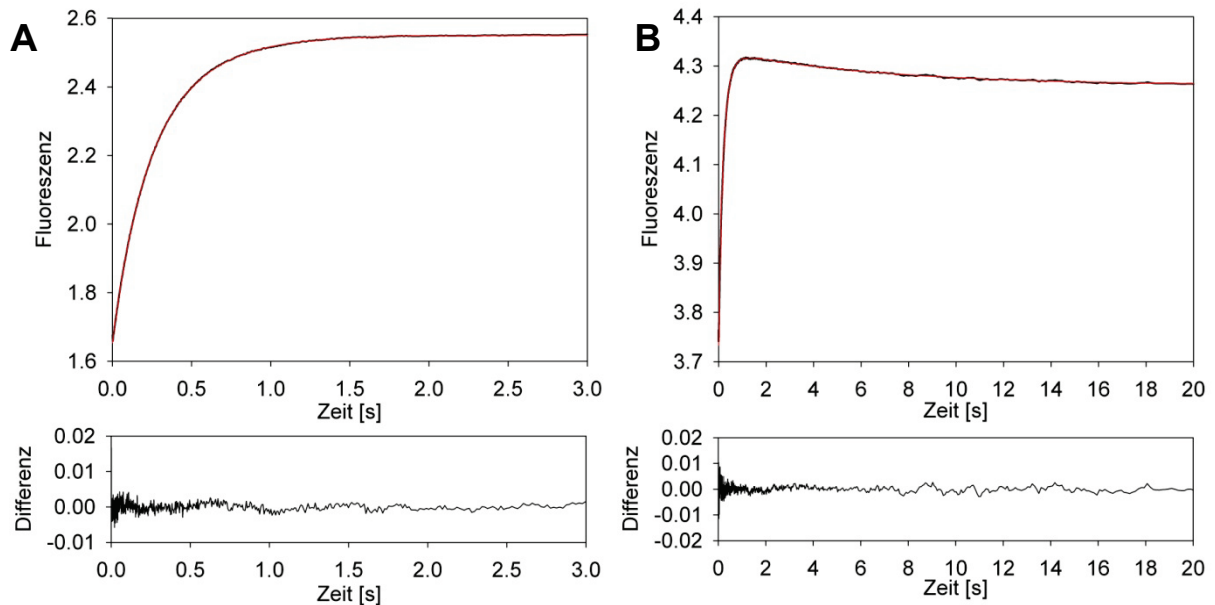 A
Fluoreszenz
2.6
2.4
2.2
2.0
1.8
1.6
0.0 0.5 1.0 1.5 2.0 2.5 3.0
Zeit [s]
Differenz
0.02
0.01
0.00
-0.01
0.0 0.5 1.0 1.5 2.0 2.5 3.0
Zeit [s]
B
Fluoreszenz
4.4
4.3
4.2
4.1
4.0
3.9
3.8
3.7
0 2 4 6 8 10 12 14 16 18 20
Zeit [s]
Differenz
0.02
0.01
0.00
-0.01
-0.02
0 2 4 6 8 10 12 14 16 18 20
Zeit [s]